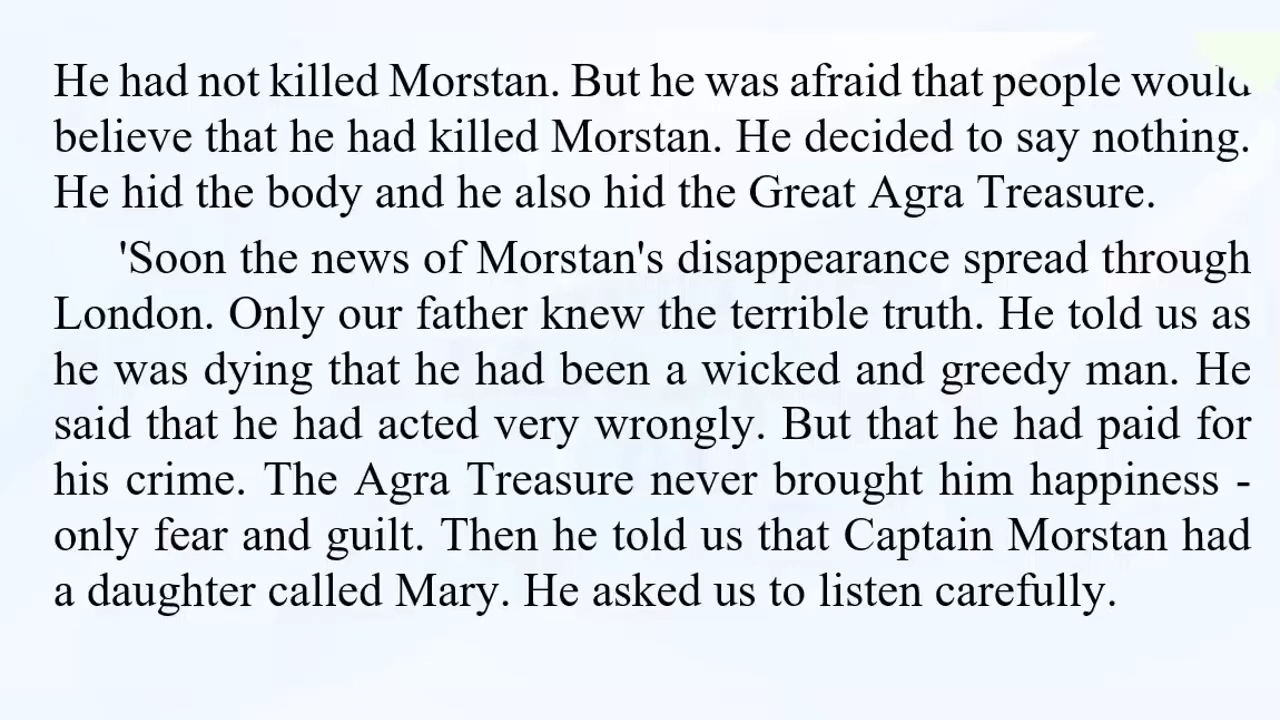 He had not killed Morstan. But he was afraid that people would
believe that he had killed Morstan. He decided to say nothing.
He hid the body and he also hid the Great Agra Treasure.
'Soon the news of Morstan's disappearance spread through
London. Only our father knew the terrible truth. He told us as
he was dying that he had been a wicked and greedy man. He
said that he had acted very wrongly. But that he had paid for
his crime. The Agra Treasure never brought him happiness -
only fear and guilt. Then he told us that Captain Morstan had
a daughter called Mary. He asked us to listen carefully.